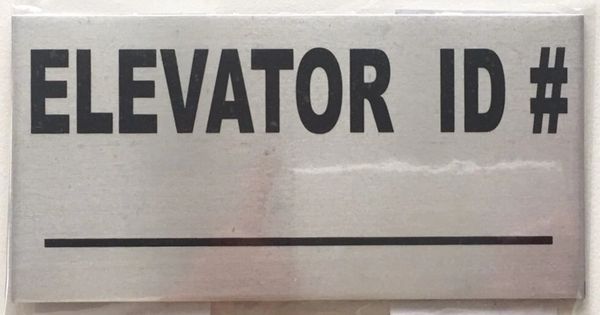 ELEVATOR ID #